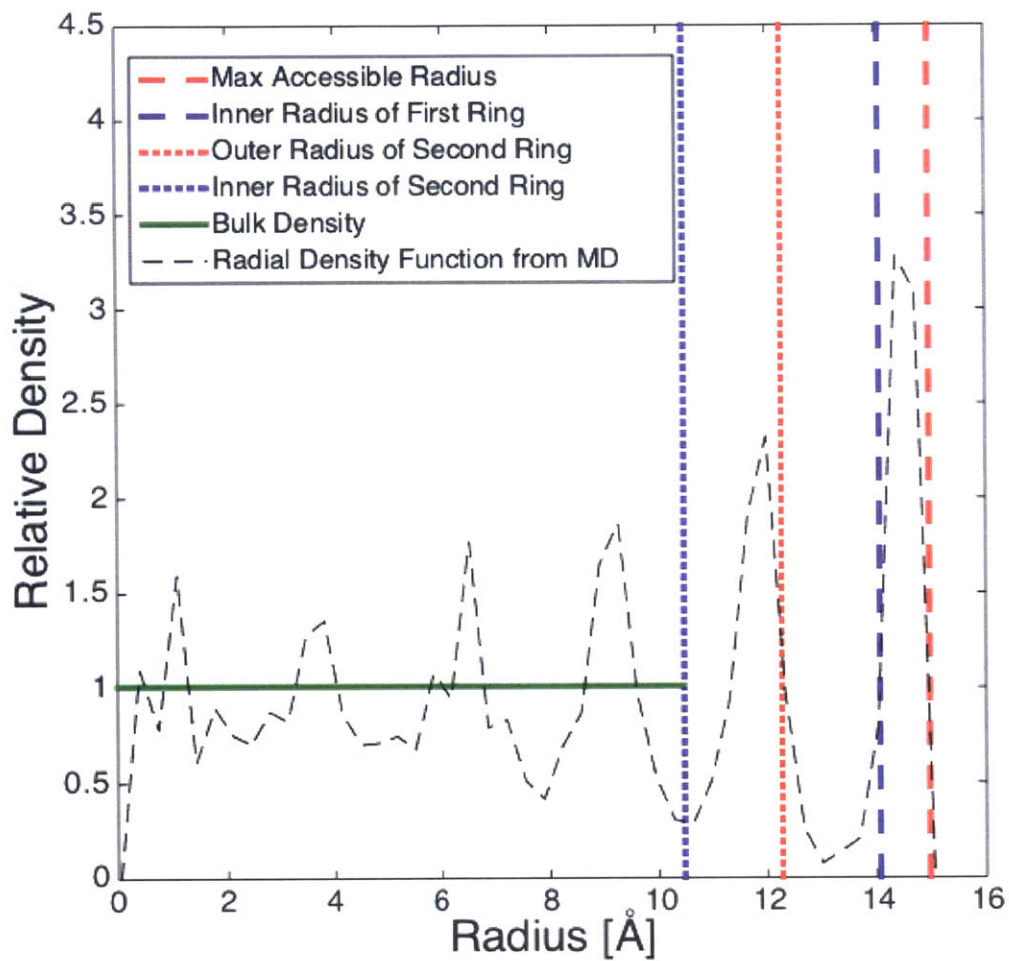 4.5
4
3.5
3
2.5
2
1.5
1
0.5
0
Relative Density
Max Accessible Radius
Inner Radius of First Ring
Outer Radius of Second Ring
Inner Radius of Second Ring
Bulk Density
Radial Density Function from MD
0 2 4 6 8 10 12 14 16
Radius [Å]